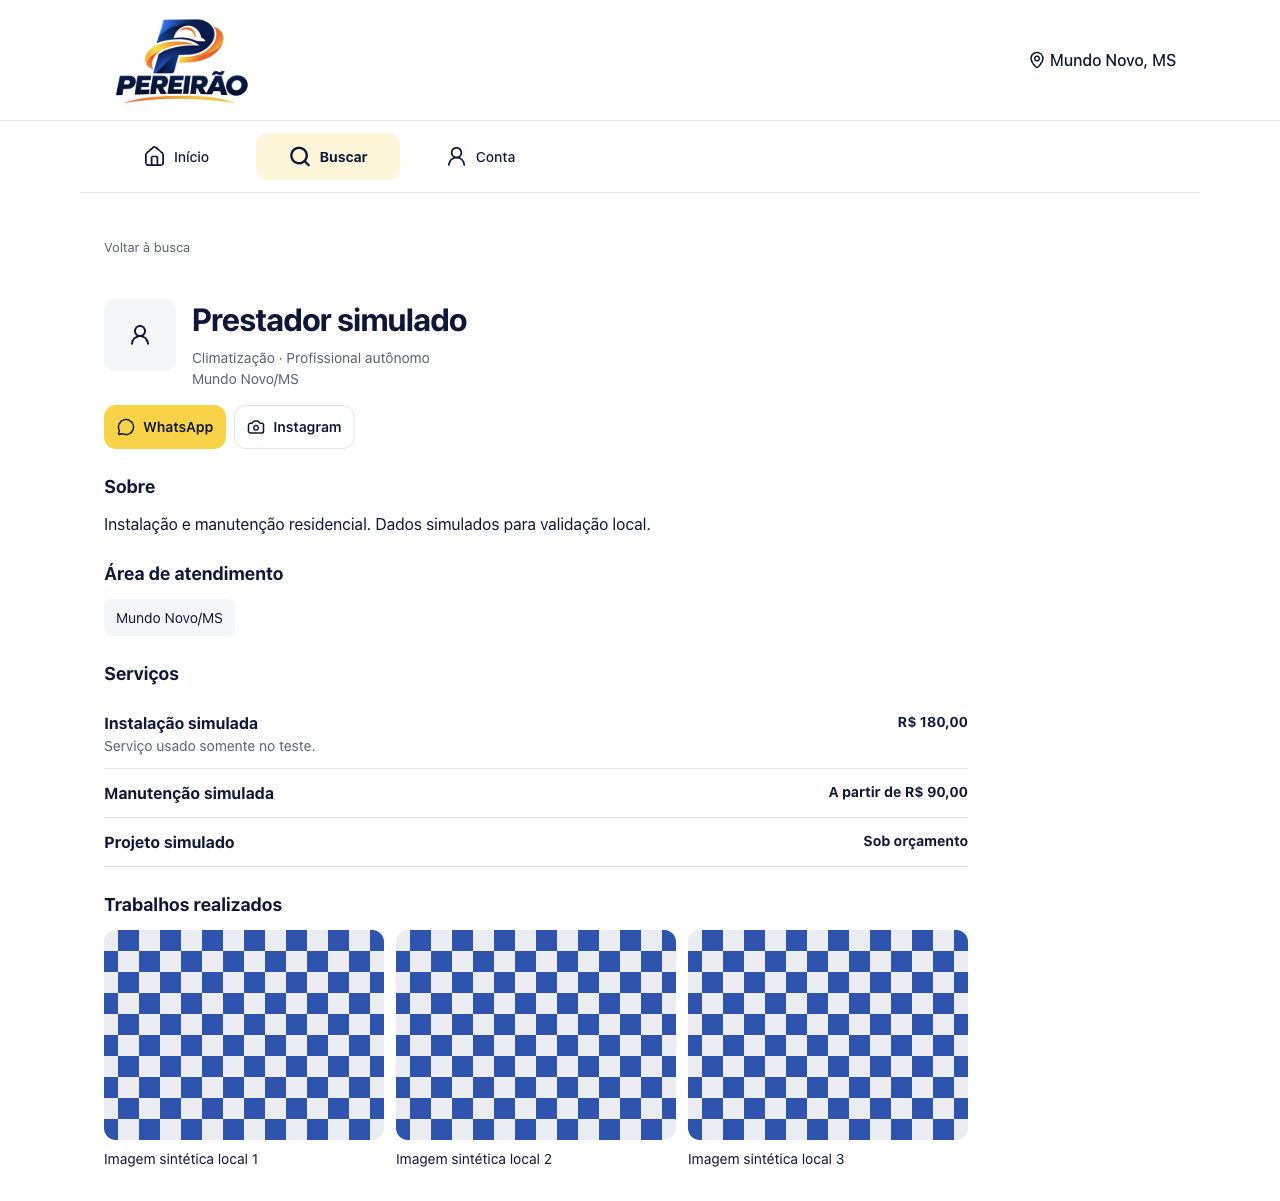 PEREIRÃO
Mundo Novo, MS
Início
Buscar
Conta
Voltar à busca
Prestador simulado
Climatização · Profissional autônomo
Mundo Novo/MS
WhatsApp
Instagram
Sobre
Instalação e manutenção residencial. Dados simulados para validação local.
Área de atendimento
Mundo Novo/MS
Serviços
Instalação simulada
R$ 180,00
Serviço usado somente no teste.
Manutenção simulada
A partir de R$ 90,00
Projeto simulado
Sob orçamento
Trabalhos realizados
Imagem sintética local 1
Imagem sintética local 2
Imagem sintética local 3